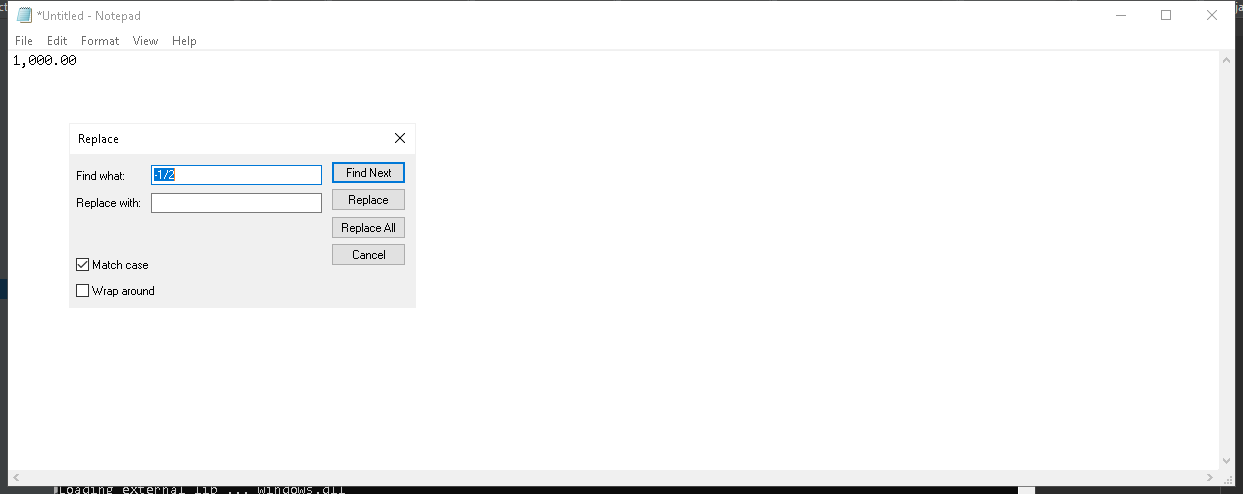 *Untitled - Notepad
File Edit Format View Help
1,000.00
Replace
Find what: -1/2 Find Next
Replace with: Replace
Replace All
Cancel
Match case
Wrap around
Loading external lib ... windows.dll